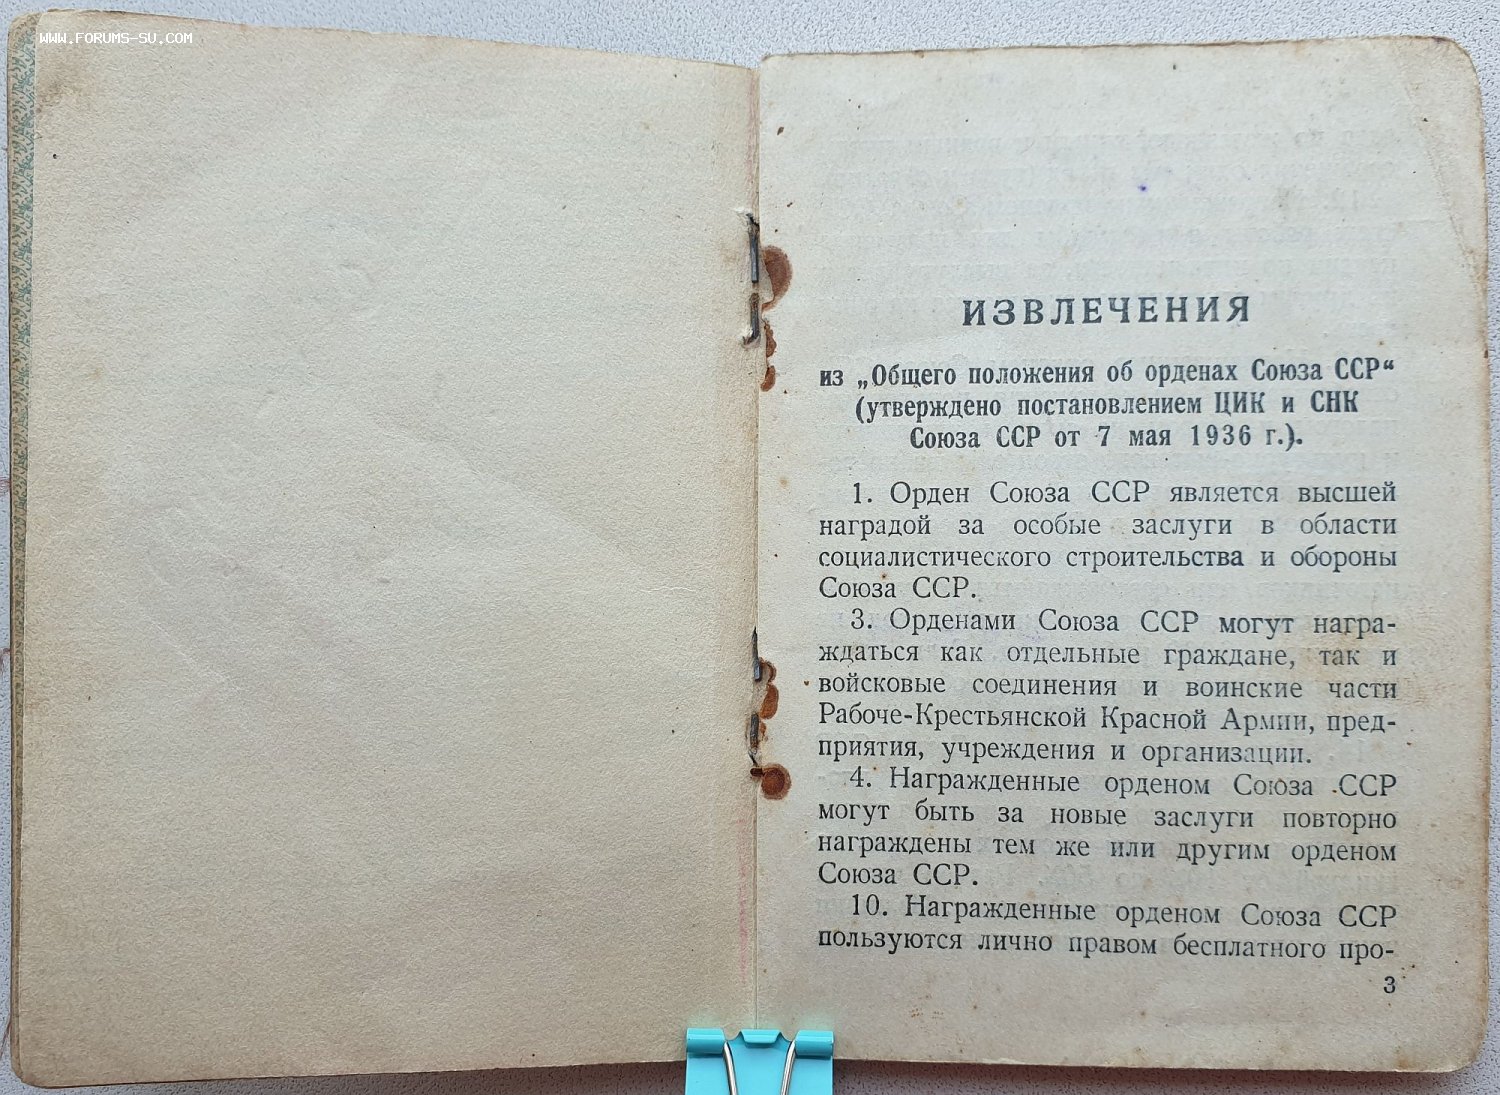 WWW.FORUMS-SU.COM
ИЗВЛЕЧЕНИЯ
из „Общего положения об орденах Союза ССР“
(утверждено постановлением ЦИК и СНК
Союза ССР от 7 мая 1936 г.).
1. Орден Союза ССР является высшей
наградой за особые заслуги в области
социалистического строительства и обороны
Союза ССР.
3. Орденами Союза ССР могут награ-
ждаться как отдельные граждане, так и
войсковые соединения и воинские части
Рабоче-Крестьянской Красной Армии, пред-
приятия, учреждения и организации.
4. Награжденные орденом Союза ССР
могут быть за новые заслуги повторно
награждены тем же или другим орденом
Союза ССР.
10. Награжденные орденом Союза ССР
пользуются лично правом бесплатного про-
3